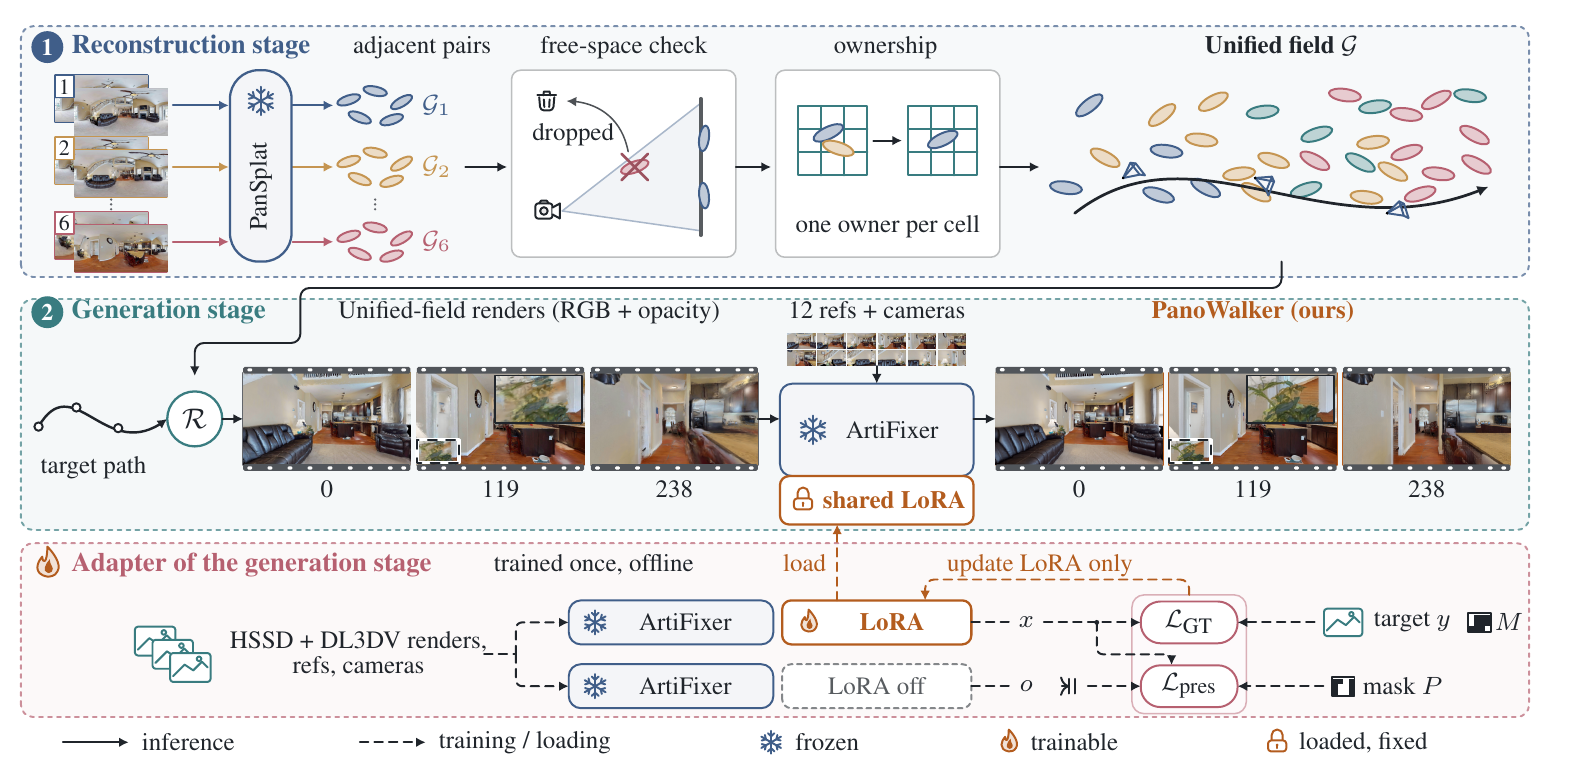 1 Reconstruction stage
adjacent pairs
free-space check
ownership
Unified field 𝒢
1
2
⋮
6
PanSplat
𝒢₁
𝒢₂
⋮
𝒢₆
dropped
one owner per cell
2 Generation stage
Unified-field renders (RGB + opacity)
12 refs + cameras
PanoWalker (ours)
target path
ℛ
0
119
238
ArtiFixer
shared LoRA
0
119
238
Adapter of the generation stage
trained once, offline
load
update LoRA only
HSSD + DL3DV renders,
refs, cameras
ArtiFixer
LoRA
x
ℒGT
target y
M
ArtiFixer
LoRA off
o
ℒpres
mask P
inference
training / loading
frozen
trainable
loaded, fixed